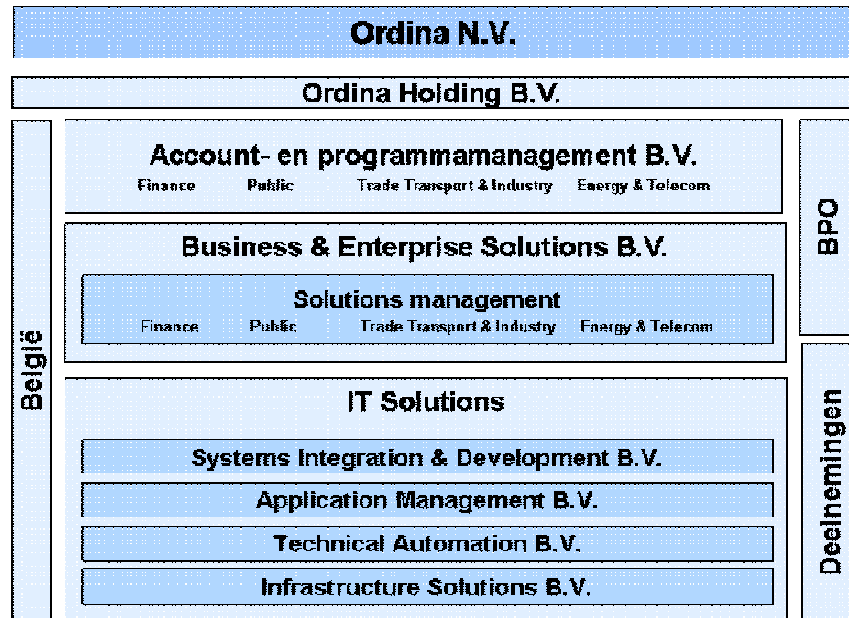 Ordina N.V.
Ordina Holding B.V.
België
Account- en programmamanagement B.V.
Finance Public Trade Transport & Industry Energy & Telecom
BPO
Business & Enterprise Solutions B.V.
Solutions management
Finance Public Trade Transport & Industry Energy & Telecom
IT Solutions
Systems Integration & Development B.V.
Application Management B.V.
Technical Automation B.V.
Infrastructure Solutions B.V.
Deelnemingen